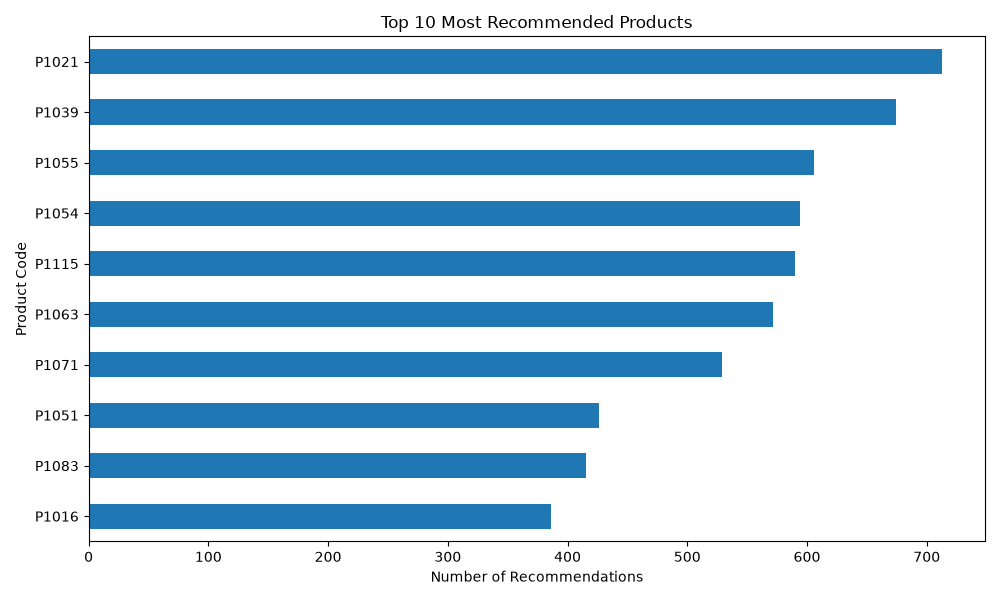 Top 10 Most Recommended Products
P1021
P1039
P1055
P1054
P1115
P1063
P1071
P1051
P1083
P1016
Product Code
0 100 200 300 400 500 600 700
Number of Recommendations